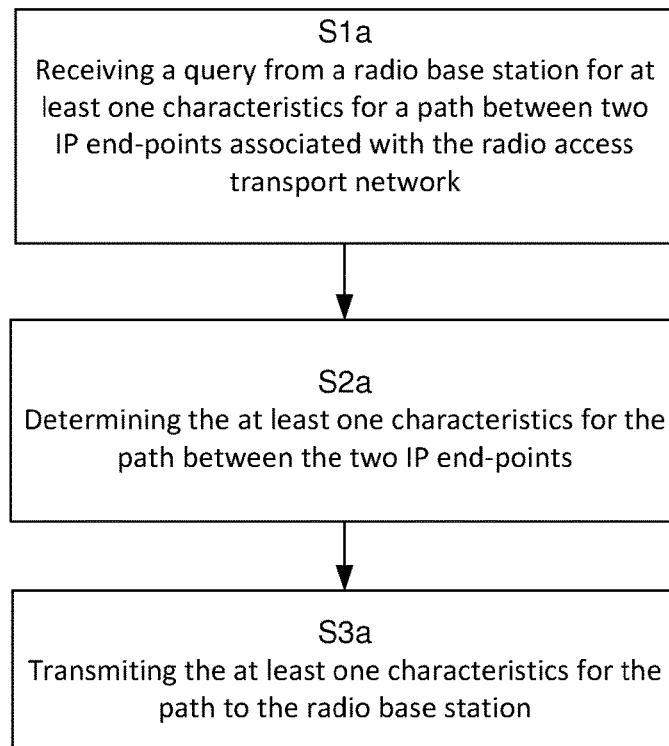 S1a
Receiving a query from a radio base station for at
least one characteristics for a path between two
IP end-points associated with the radio access
transport network
S2a
Determining the at least one characteristics for the
path between the two IP end-points
S3a
Transmiting the at least one characteristics for the
path to the radio base station